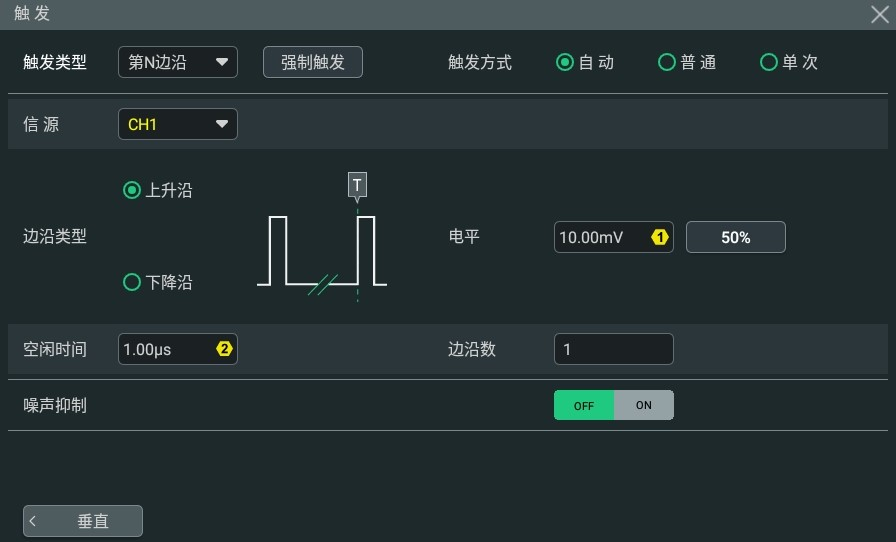 触 发
触发类型 第N边沿 强制触发 触发方式 自 动 普 通 单 次
信 源 CH1
T
上升沿
边沿类型 电平 10.00mV 1 50%
下降沿
空闲时间 1.00μs 2 边沿数 1
噪声抑制 OFF ON
垂直